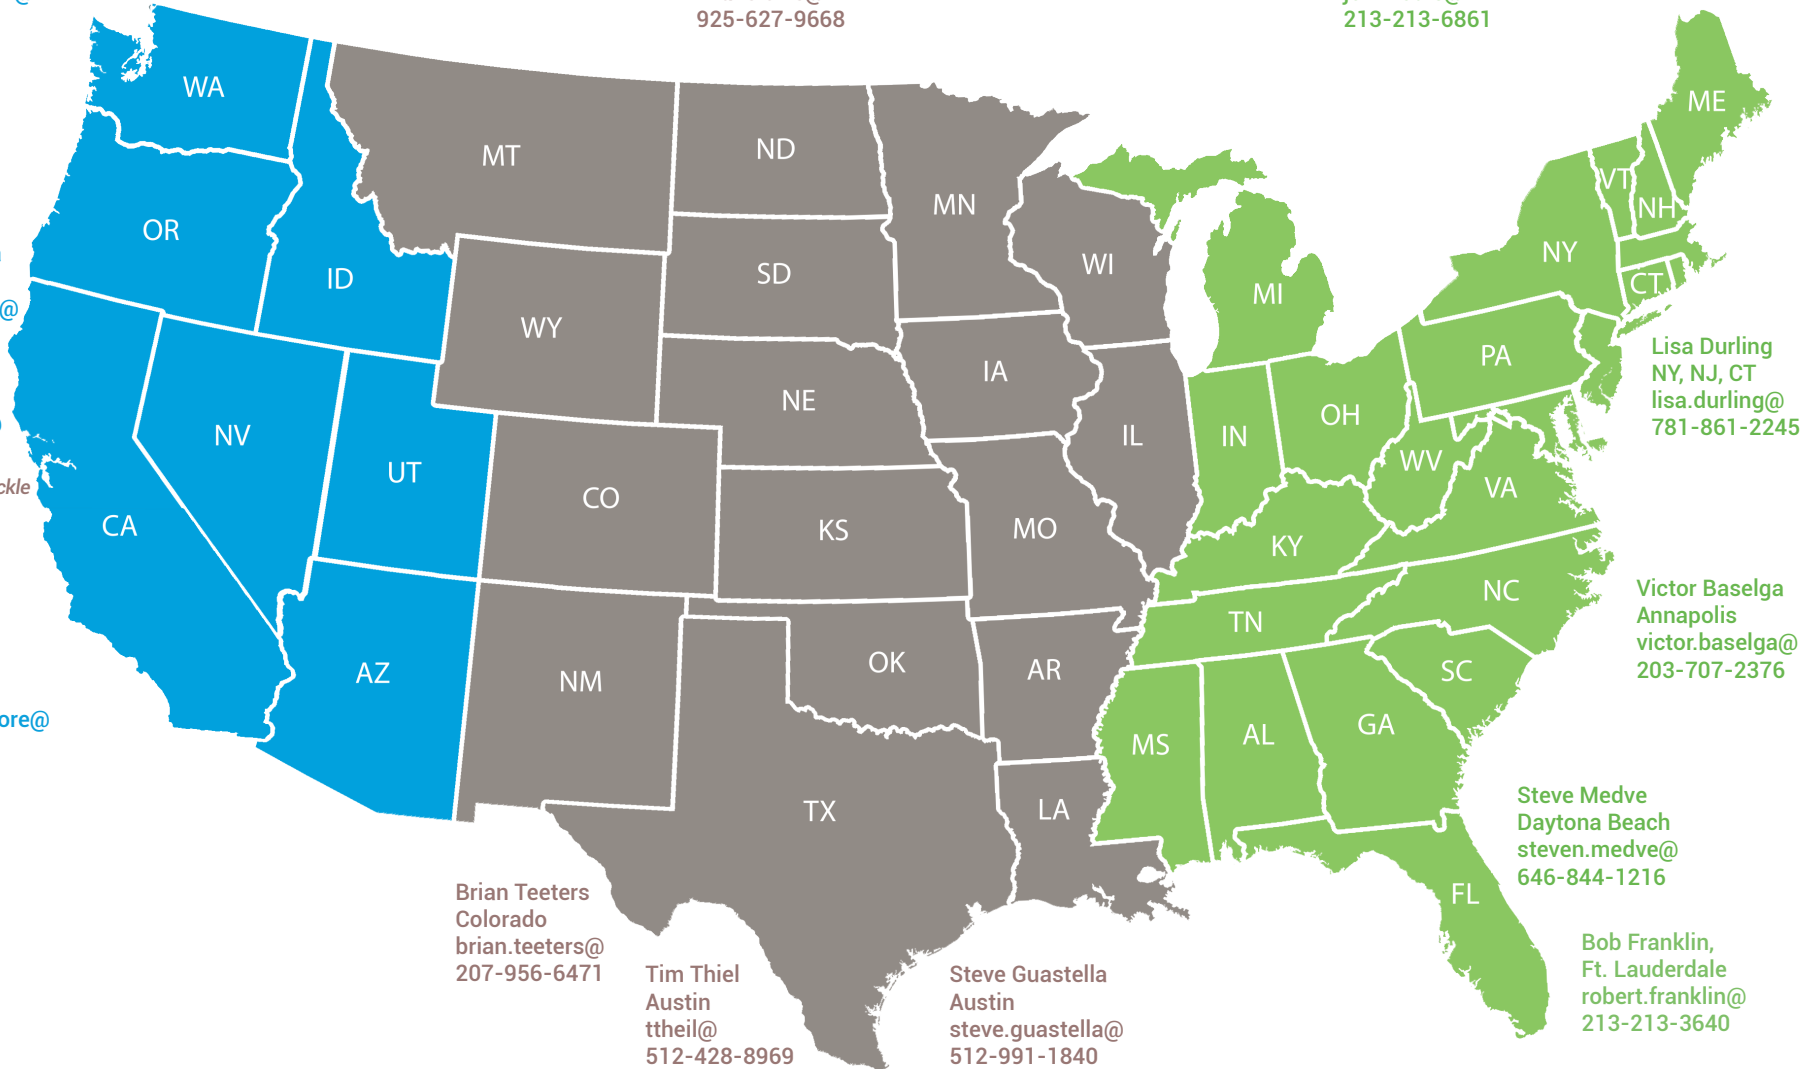 925-627-9668
213-213-6861
WA
MT
ND
MN
ME
VT
NH
OR
ID
SD
WI
NY
MI
CT
WY
IA
PA
NE
OH
NV
UT
IL
IN
WV
VA
CO
KS
MO
KY
CA
NC
TN
AZ
NM
OK
AR
SC
MS
AL
GA
TX
LA
FL
@
ckle
ore@
Lisa Durling
NY, NJ, CT
lisa.durling@
781-861-2245
Victor Baselga
Annapolis
victor.baselga@
203-707-2376
Steve Medve
Daytona Beach
steven.medve@
646-844-1216
Brian Teeters
Colorado
brian.teeters@
207-956-6471
Tim Thiel
Austin
ttheil@
512-428-8969
Steve Guastella
Austin
steve.guastella@
512-991-1840
Bob Franklin,
Ft. Lauderdale
robert.franklin@
213-213-3640